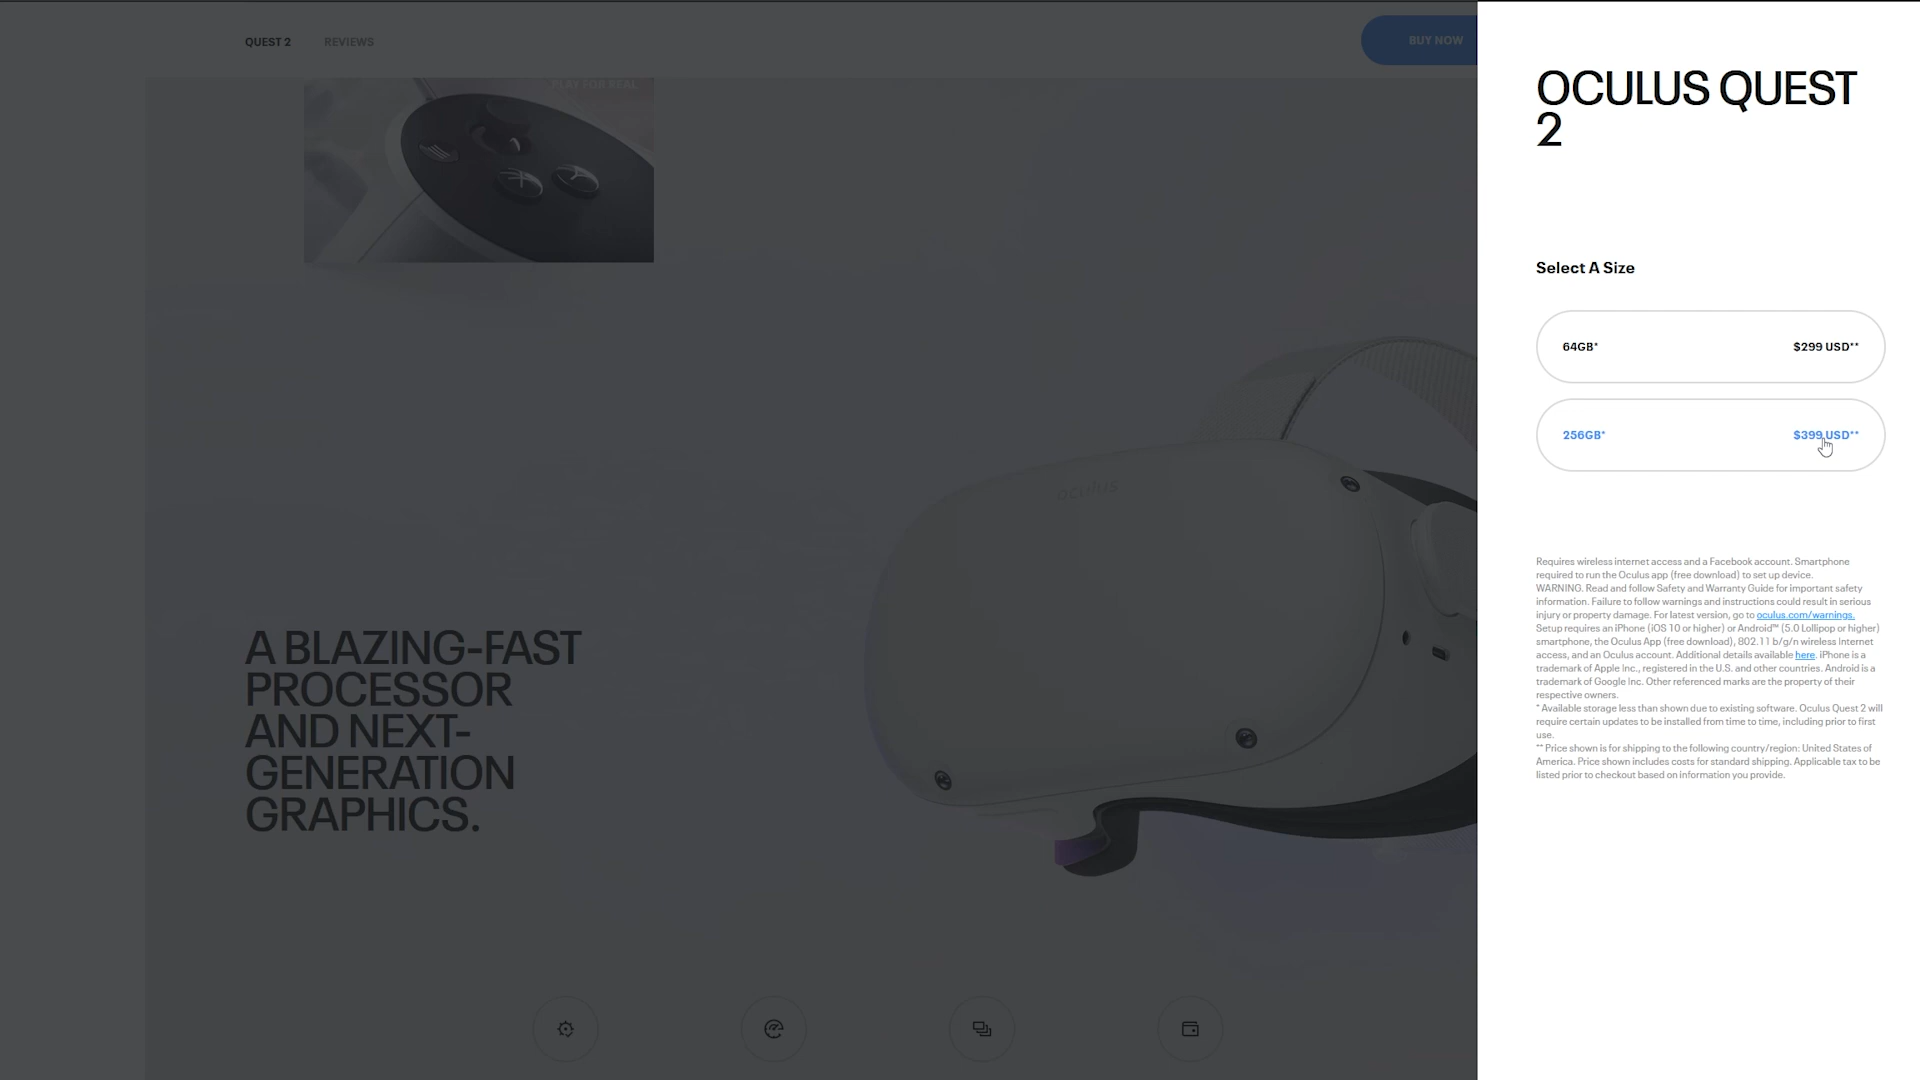 QUEST 2
REVIEWS
BUY NOW
PLAY FOR REAL
oculus
A BLAZING-FAST
PROCESSOR
AND NEXT-
GENERATION
GRAPHICS.
OCULUS QUEST
2
Select A Size
64GB* $299 USD**
256GB* $399 USD**
Requires wireless internet access and a Facebook account. Smartphone
required to run the Oculus app (free download) to set up device.
WARNING. Read and follow Safety and Warranty Guide for important safety
information. Failure to follow warnings and instructions could result in serious
injury or property damage. For latest version, go to oculus.com/warnings.
Setup requires an iPhone (iOS 10 or higher) or Android™ (5.0 Lollipop or higher)
smartphone, the Oculus App (free download), 802.11 b/g/n wireless Internet
access, and an Oculus account. Additional details available here. iPhone is a
trademark of Apple Inc., registered in the U.S. and other countries. Android is a
trademark of Google Inc. Other referenced marks are the property of their
respective owners.
* Available storage less than shown due to existing software. Oculus Quest 2 will
require certain updates to be installed from time to time, including prior to first
use.
** Price shown is for shipping to the following country/region: United States of
America. Price shown includes costs for standard shipping. Applicable tax to be
listed prior to checkout based on information you provide.